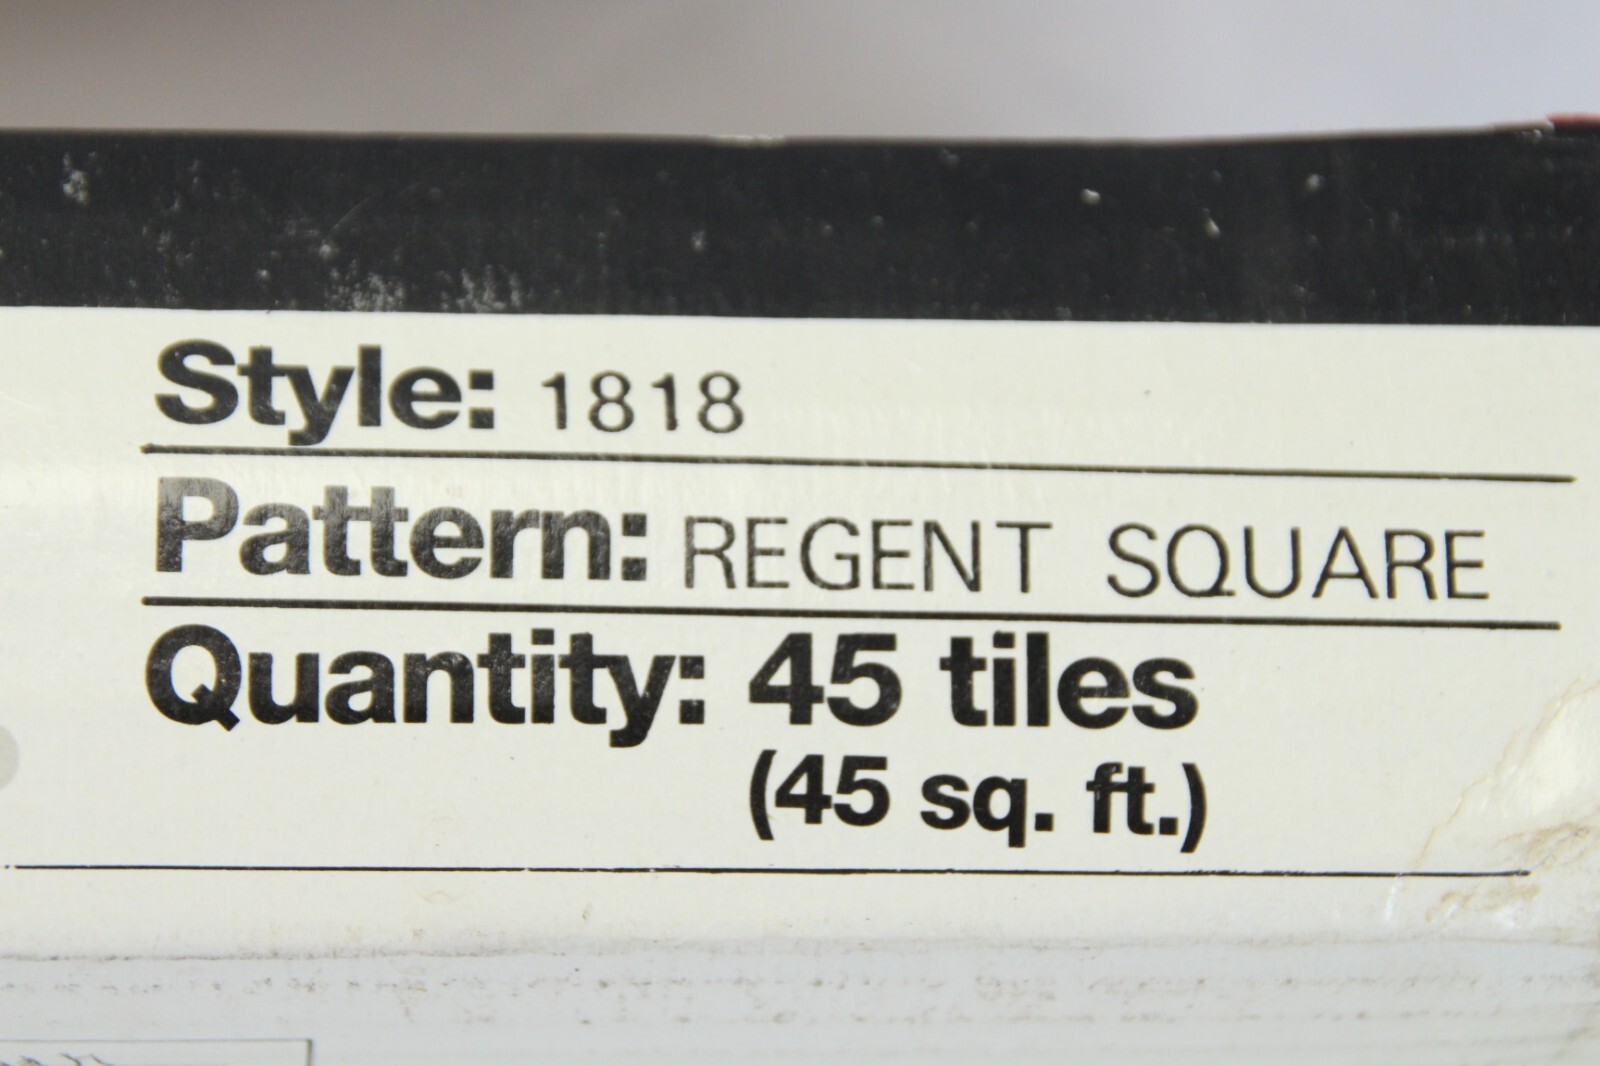 Style: 1818
Pattern: REGENT SQUARE
Quantity: 45 tiles
(45 sq. ft.)